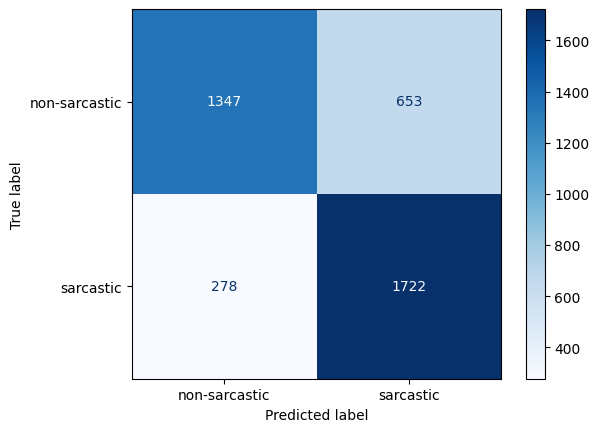 non-sarcastic
1347
653
sarcastic
278
1722
non-sarcastic
sarcastic
Predicted label
True label
1600
1400
1200
1000
800
600
400